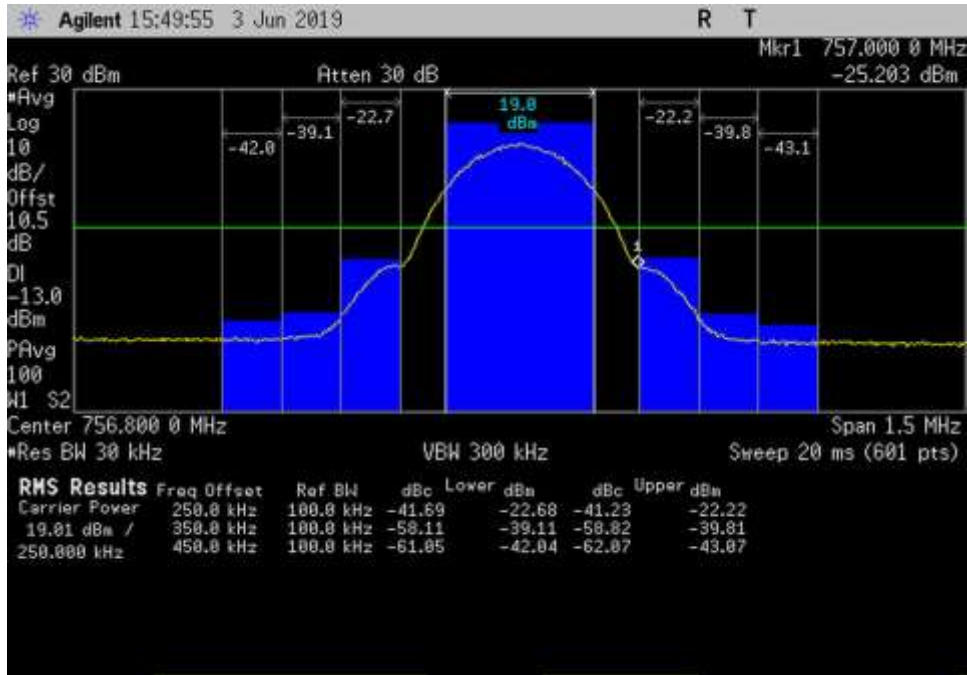 Agilent 15:49:55 3 Jun 2019 R T
Mkr1 757.000 0 MHz
Ref 30 dBm Atten 30 dB -25.203 dBm
#Avg
Log
10
dB/
Offst
10.5
dB
DI
-13.0
dBm
PAvg
100
W1 S2
-42.0
-39.1
-22.7
19.0
dBm
-22.2
-39.8
-43.1
1
Center 756.800 0 MHz Span 1.5 MHz
#Res BW 30 kHz VBW 300 kHz Sweep 20 ms (601 pts)
RMS Results Freq Offset Ref BW dBc Lower dBm dBc Upper dBm
Carrier Power 250.0 kHz 100.0 kHz -41.69 -22.68 -41.23 -22.22
19.01 dBm / 350.0 kHz 100.0 kHz -58.11 -39.11 -58.82 -39.81
250.000 kHz 450.0 kHz 100.0 kHz -61.05 -42.04 -62.07 -43.07